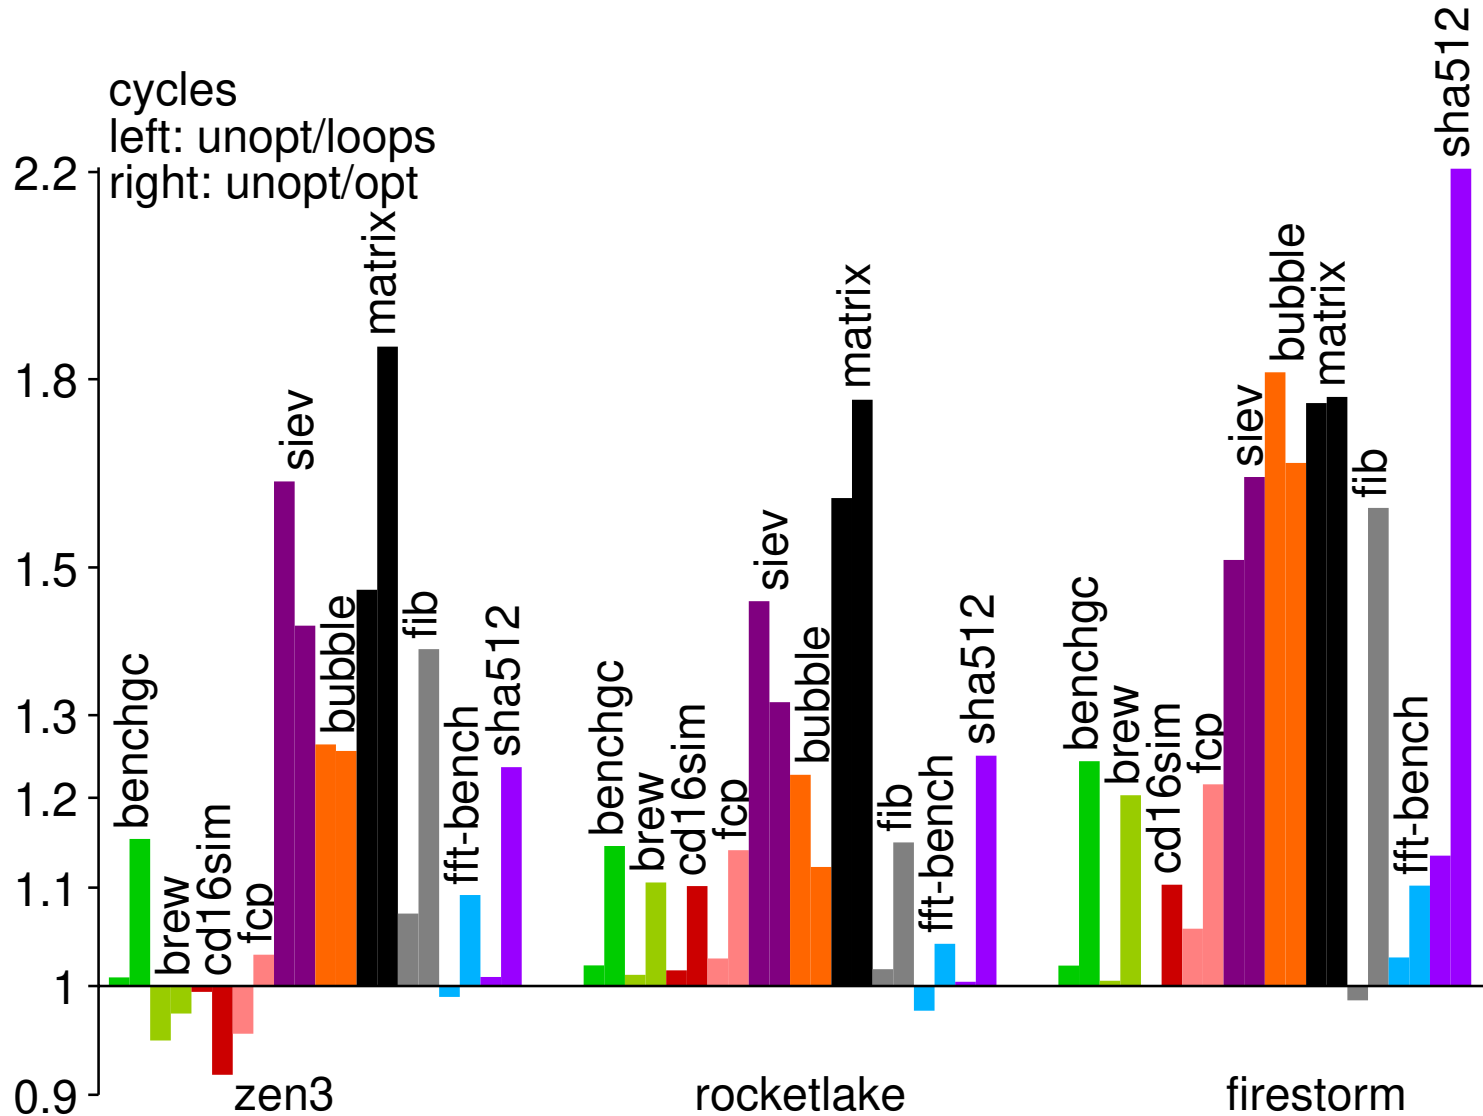 cycles
left: unopt/loops
right: unopt/opt
2.2
1.8
1.5
1.3
1.2
1.1
1
0.9
benchgc
brew
cd16sim
fcp
siev
bubble
matrix
fib
fft-bench
sha512
zen3
benchgc
brew
cd16sim
fcp
siev
bubble
matrix
fib
fft-bench
sha512
rocketlake
benchgc
brew
cd16sim
fcp
siev
bubble
matrix
fib
fft-bench
sha512
firestorm